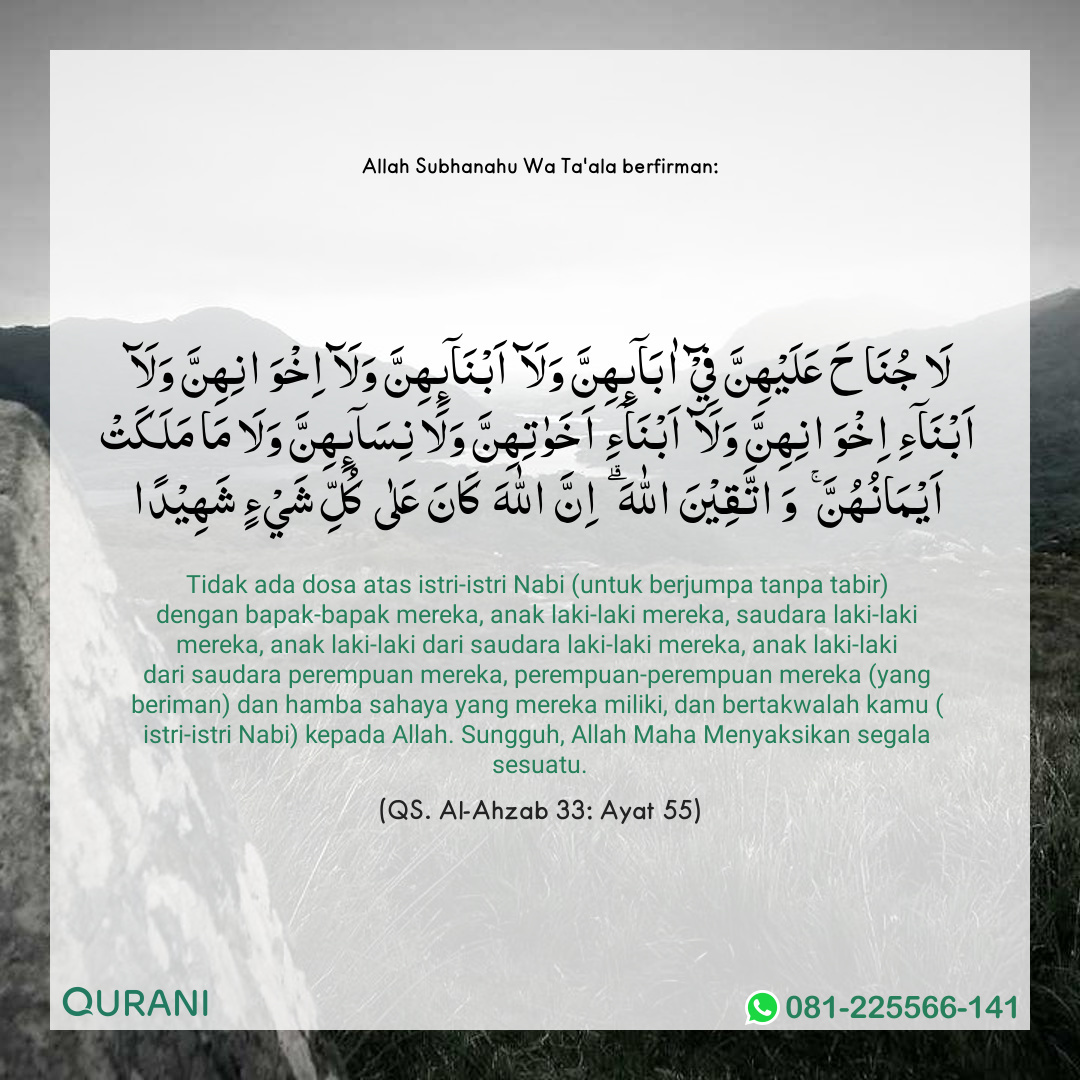 Allah Subhanahu Wa Ta'ala berfirman:
لَا جُنَاحَ عَلَيْهِنَّ فِيْۤ اٰبَآئِهِنَّ وَلَاۤ اَبْنَآئِهِنَّ وَلَاۤ اِخْوَانِهِنَّ وَلَاۤ
اَبْنَآءِ اِخْوَانِهِنَّ وَلَاۤ اَبْنَآءِ اَخَوٰتِهِنَّ وَلَا نِسَآئِهِنَّ وَلَا مَا مَلَـكَتْ
اَيْمَانُهُنَّ ۚ وَا تَّقِيْنَ اللّٰهَ ۗ اِنَّ اللّٰهَ كَانَ عَلٰى كُلِّ شَيْءٍ شَهِيْدًا
Tidak ada dosa atas istri-istri Nabi (untuk berjumpa tanpa tabir)
dengan bapak-bapak mereka, anak laki-laki mereka, saudara laki-laki
mereka, anak laki-laki dari saudara laki-laki mereka, anak laki-laki
dari saudara perempuan mereka, perempuan-perempuan mereka (yang
beriman) dan hamba sahaya yang mereka miliki, dan bertakwalah kamu (
istri-istri Nabi) kepada Allah. Sungguh, Allah Maha Menyaksikan segala
sesuatu.
(QS. Al-Ahzab 33: Ayat 55)
QURANI
081-225566-141